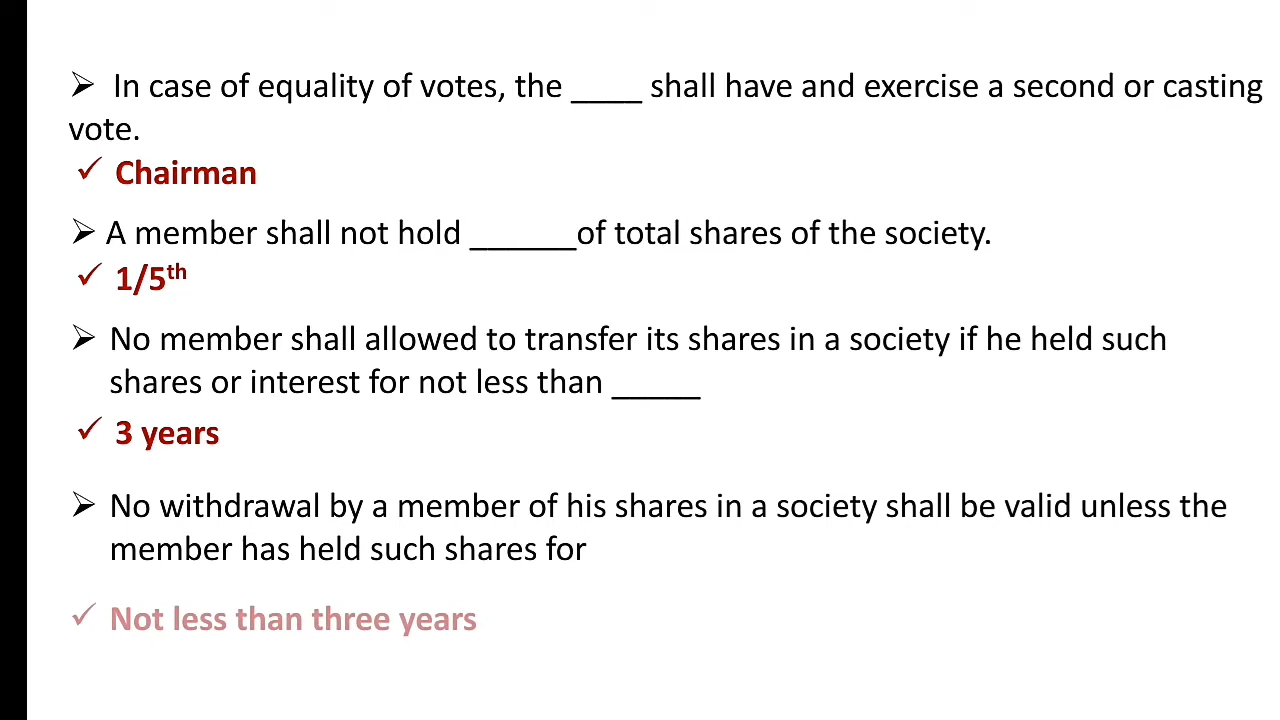 ➢ In case of equality of votes, the ____ shall have and exercise a second or casting
vote.
✓ Chairman
➢ A member shall not hold ______of total shares of the society.
✓ 1/5th
➢ No member shall allowed to transfer its shares in a society if he held such
shares or interest for not less than _____
✓ 3 years
➢ No withdrawal by a member of his shares in a society shall be valid unless the
member has held such shares for
✓ Not less than three years